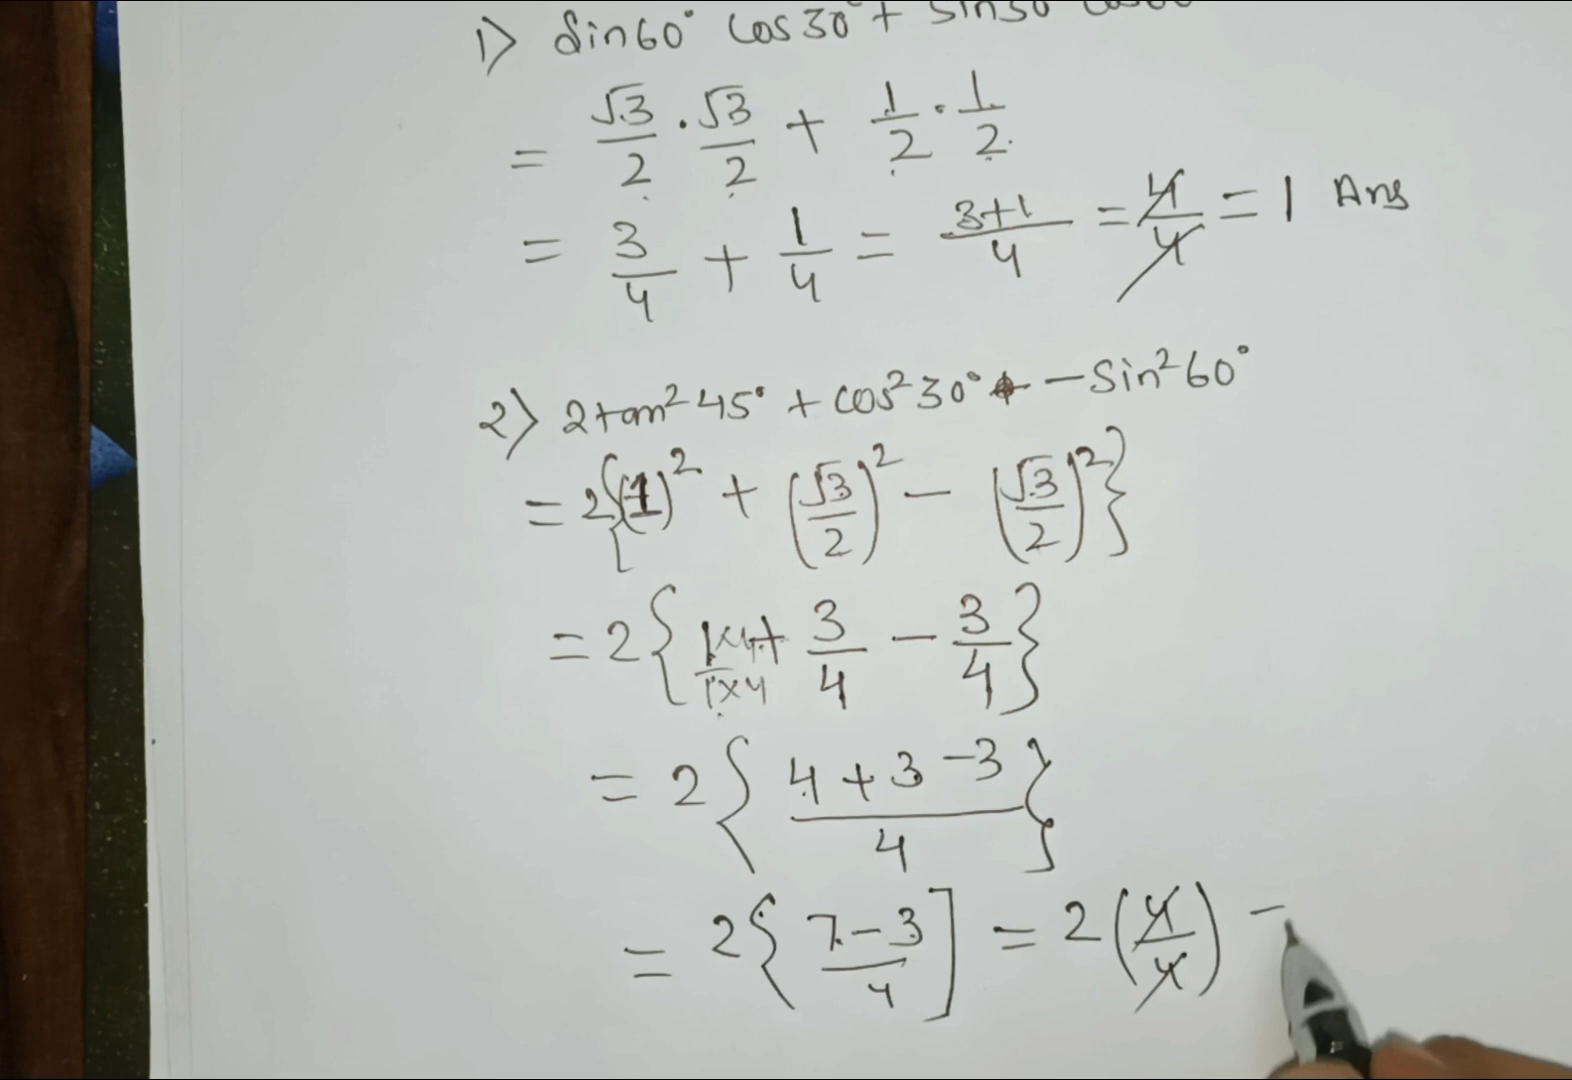 1) Sin60° Cos30° + Sin30°
= √3/2 . √3/2 + 1/2 . 1/2
= 3/4 + 1/4 = 3+1/4 = 4/4 = 1 Ans
2) 2tan²45° + cos²30° - Sin²60°
= 2{(1)² + (√3/2)² - (√3/2)²}
= 2{1×4/1×4 + 3/4 - 3/4}
= 2{4+3-3/4}
= 2{7-3/4] = 2(4/4) =